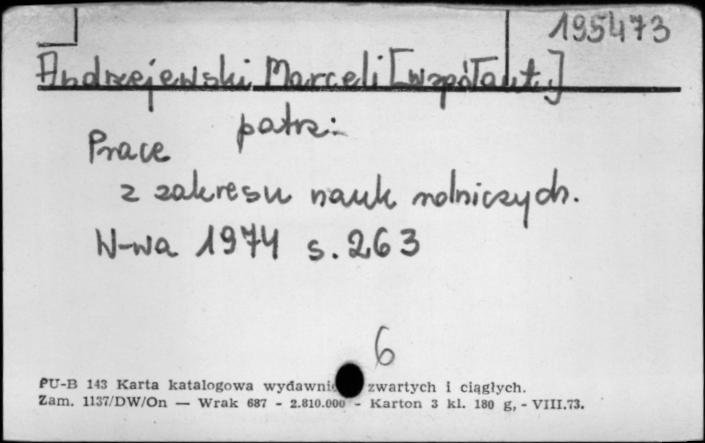 195473
Andrzejewski Marceli [współaut.]
patrz:
Prace
z zakresu nauk rolniczych.
W-wa 1974 s. 263
6
PU-B 143 Karta katalogowa zwartych i ciągłych.
Zam. 1137/DW/On — Wrak 687 - 2.810.000 - Karton 3 kl. 180 g, - VIII.73.